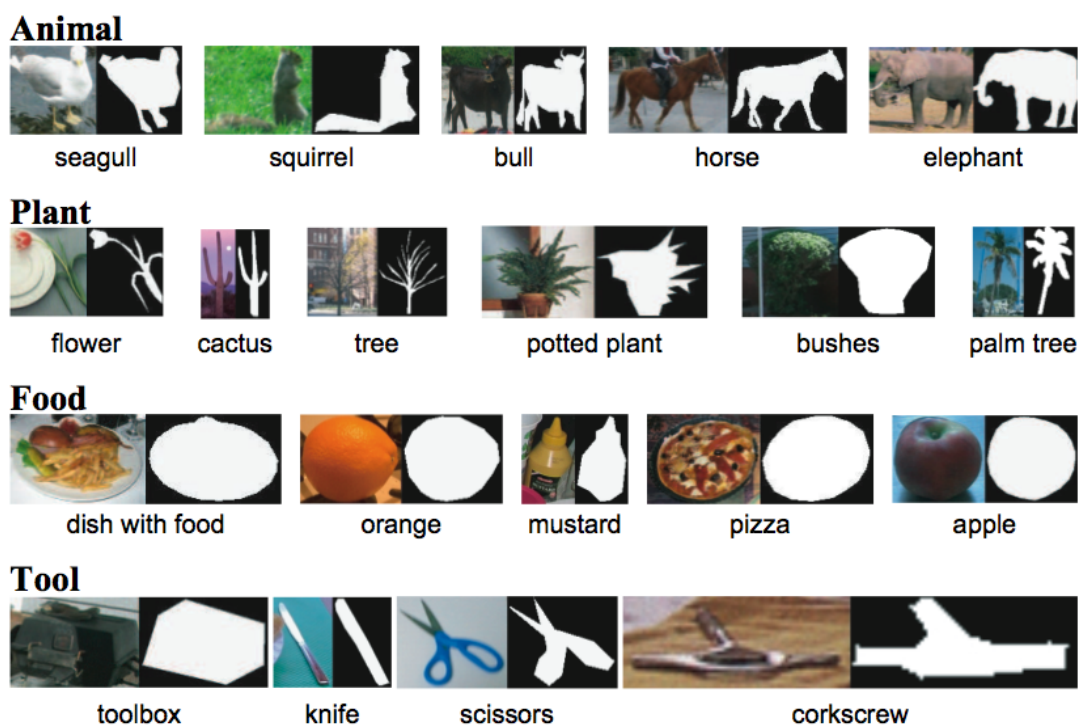 Animal
seagull squirrel bull horse elephant
Plant
flower cactus tree potted plant bushes palm tree
Food
dish with food orange mustard pizza apple
Tool
toolbox knife scissors corkscrew